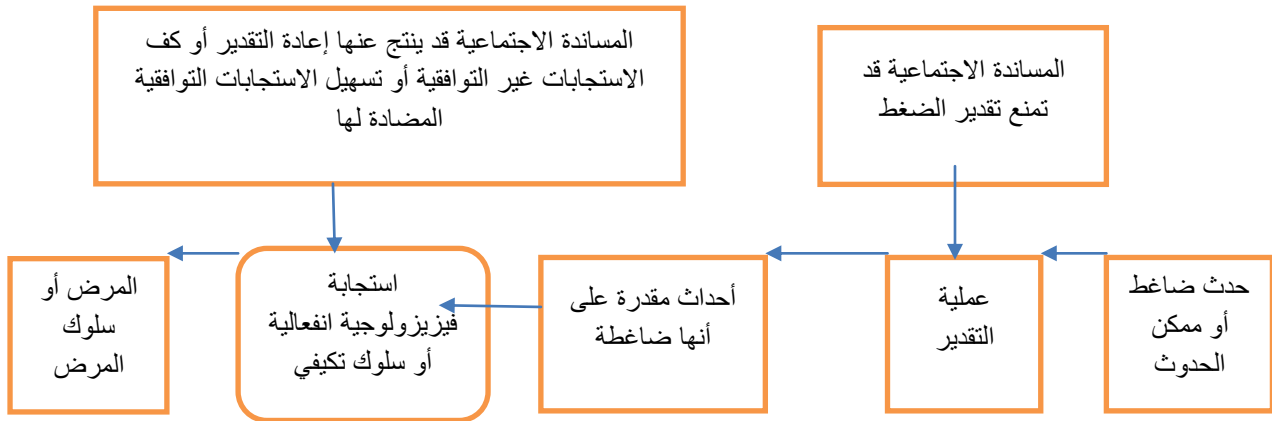 المساندة الاجتماعية قد
تمنع تقدير الضغط
المساندة الاجتماعية قد ينتج عنها إعادة التقدير أو كف
الاستجابات غير التوافقية أو تسهيل الاستجابات التوافقية
المضادة لها
حدث ضاغط
أو ممكن
الحدوث
عملية
التقدير
أحداث مقدرة على
أنها ضاغطة
استجابة
فيزيزولوجية انفعالية
أو سلوك تكيفي
المرض أو
سلوك
المرض